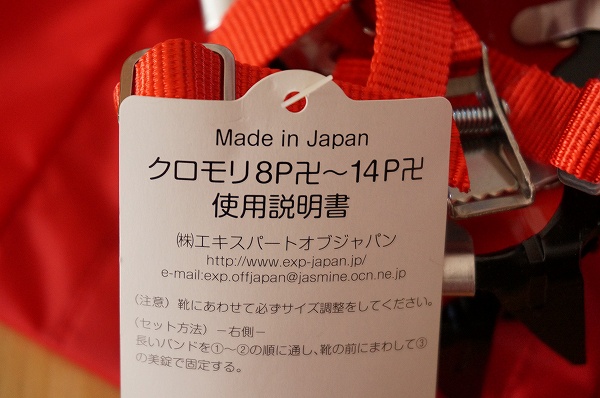 Made in Japan
クロモリ8P卍～14P卍
使用説明書
㈱エキスパートオブジャパン
http://www.exp-japan.jp/
e-mail:exp.offjapan@jasmine.ocn.ne.jp
〈注意〉靴にあわせて必ずサイズ調整をしてください。
〈セット方法〉－右側－
長いバンドを①～②の順に通し、靴の前にまわして③
の美錠で固定する。